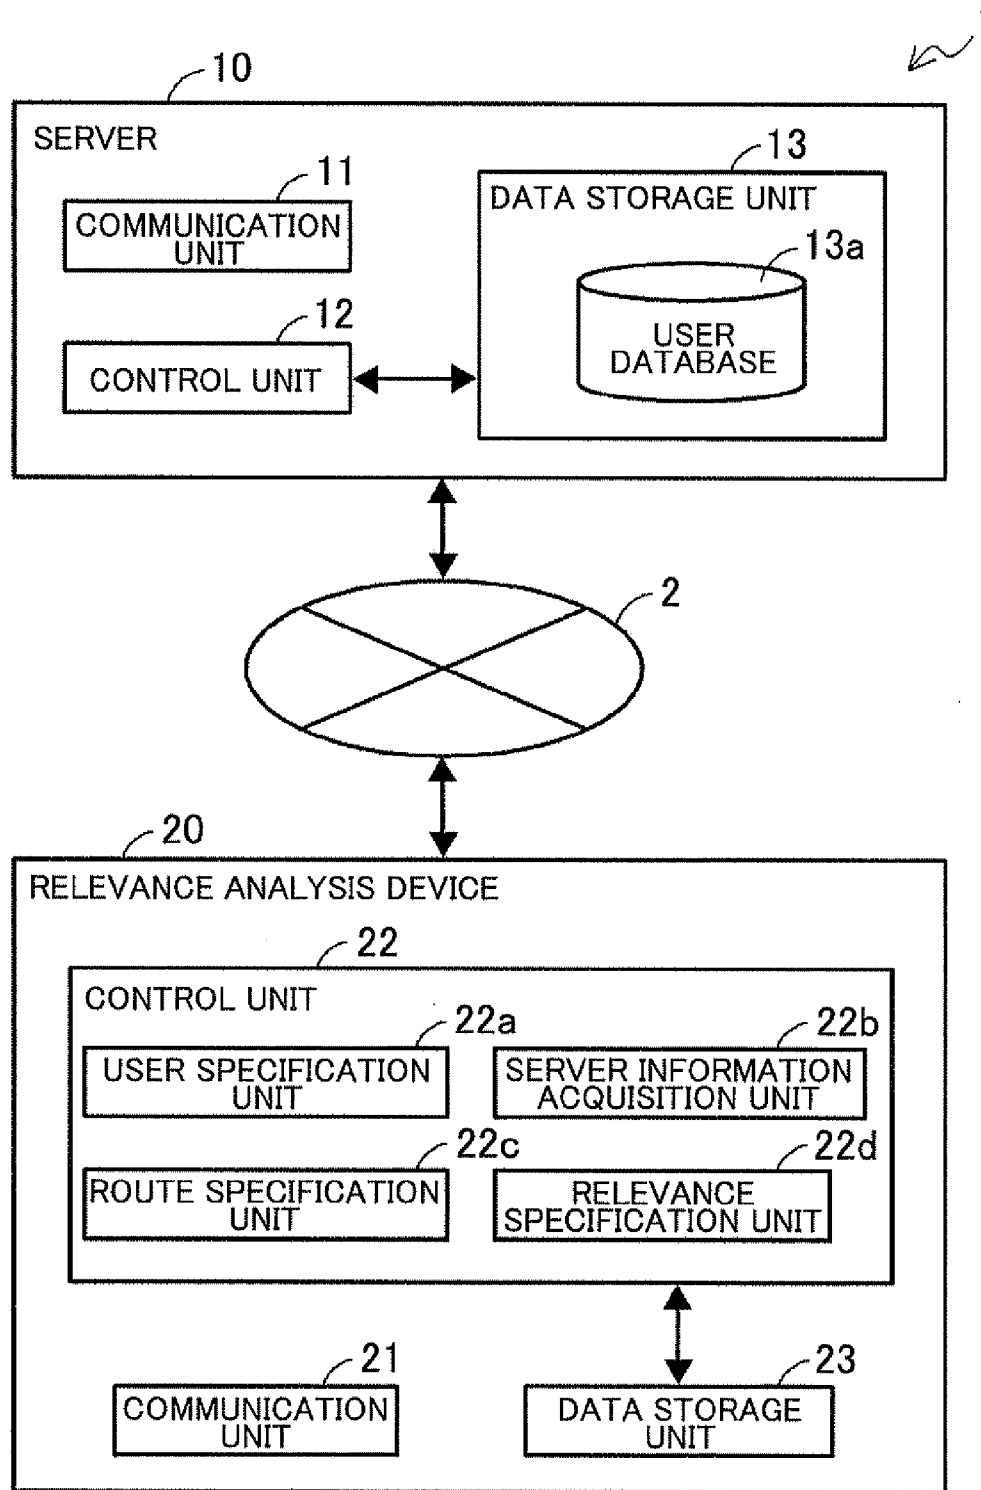 10
SERVER
11
COMMUNICATION
UNIT
12
CONTROL UNIT
13
DATA STORAGE UNIT
13a
USER
DATABASE
2
20
RELEVANCE ANALYSIS DEVICE
22
CONTROL UNIT
22a
USER SPECIFICATION
UNIT
22b
SERVER INFORMATION
ACQUISITION UNIT
22c
ROUTE SPECIFICATION
UNIT
22d
RELEVANCE
SPECIFICATION UNIT
21
COMMUNICATION
UNIT
23
DATA STORAGE
UNIT